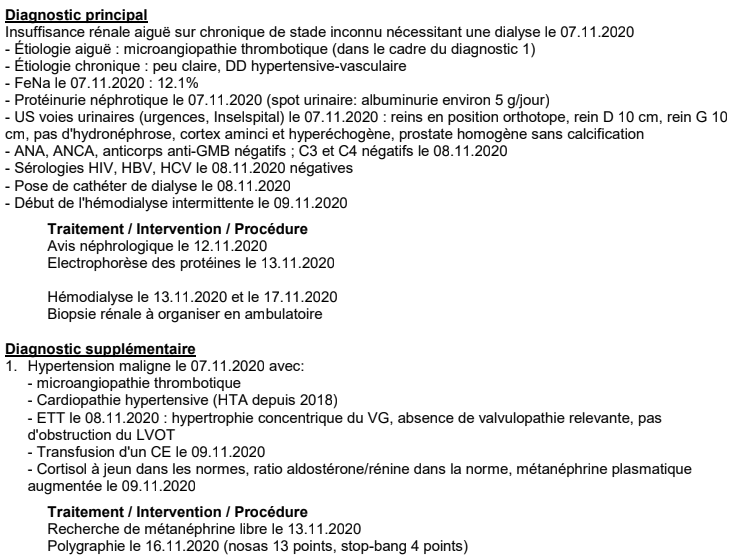 Diagnostic principal
Insuffisance rénale aiguë sur chronique de stade inconnu nécessitant une dialyse le 07.11.2020
- Étiologie aiguë : microangiopathie thrombotique (dans le cadre du diagnostic 1)
- Étiologie chronique : peu claire, DD hypertensive-vasculaire
- FeNa le 07.11.2020 : 12.1%
- Protéinurie néphrotique le 07.11.2020 (spot urinaire: albuminurie environ 5 g/jour)
- US voies urinaires (urgences, Inselspital) le 07.11.2020 : reins en position orthotope, rein D 10 cm, rein G 10
cm, pas d'hydronéphrose, cortex aminci et hyperéchogène, prostate homogène sans calcification
- ANA, ANCA, anticorps anti-GMB négatifs ; C3 et C4 négatifs le 08.11.2020
- Sérologies HIV, HBV, HCV le 08.11.2020 négatives
- Pose de cathéter de dialyse le 08.11.2020
- Début de l'hémodialyse intermittente le 09.11.2020
Traitement / Intervention / Procédure
Avis néphrologique le 12.11.2020
Electrophorèse des protéines le 13.11.2020
Hémodialyse le 13.11.2020 et le 17.11.2020
Biopsie rénale à organiser en ambulatoire
Diagnostic supplémentaire
1. Hypertension maligne le 07.11.2020 avec:
- microangiopathie thrombotique
- Cardiopathie hypertensive (HTA depuis 2018)
- ETT le 08.11.2020 : hypertrophie concentrique du VG, absence de valvulopathie relevante, pas
d'obstruction du LVOT
- Transfusion d'un CE le 09.11.2020
- Cortisol à jeun dans les normes, ratio aldostérone/rénine dans la norme, métanéphrine plasmatique
augmentée le 09.11.2020
Traitement / Intervention / Procédure
Recherche de métanéphrine libre le 13.11.2020
Polygraphie le 16.11.2020 (nosas 13 points, stop-bang 4 points)